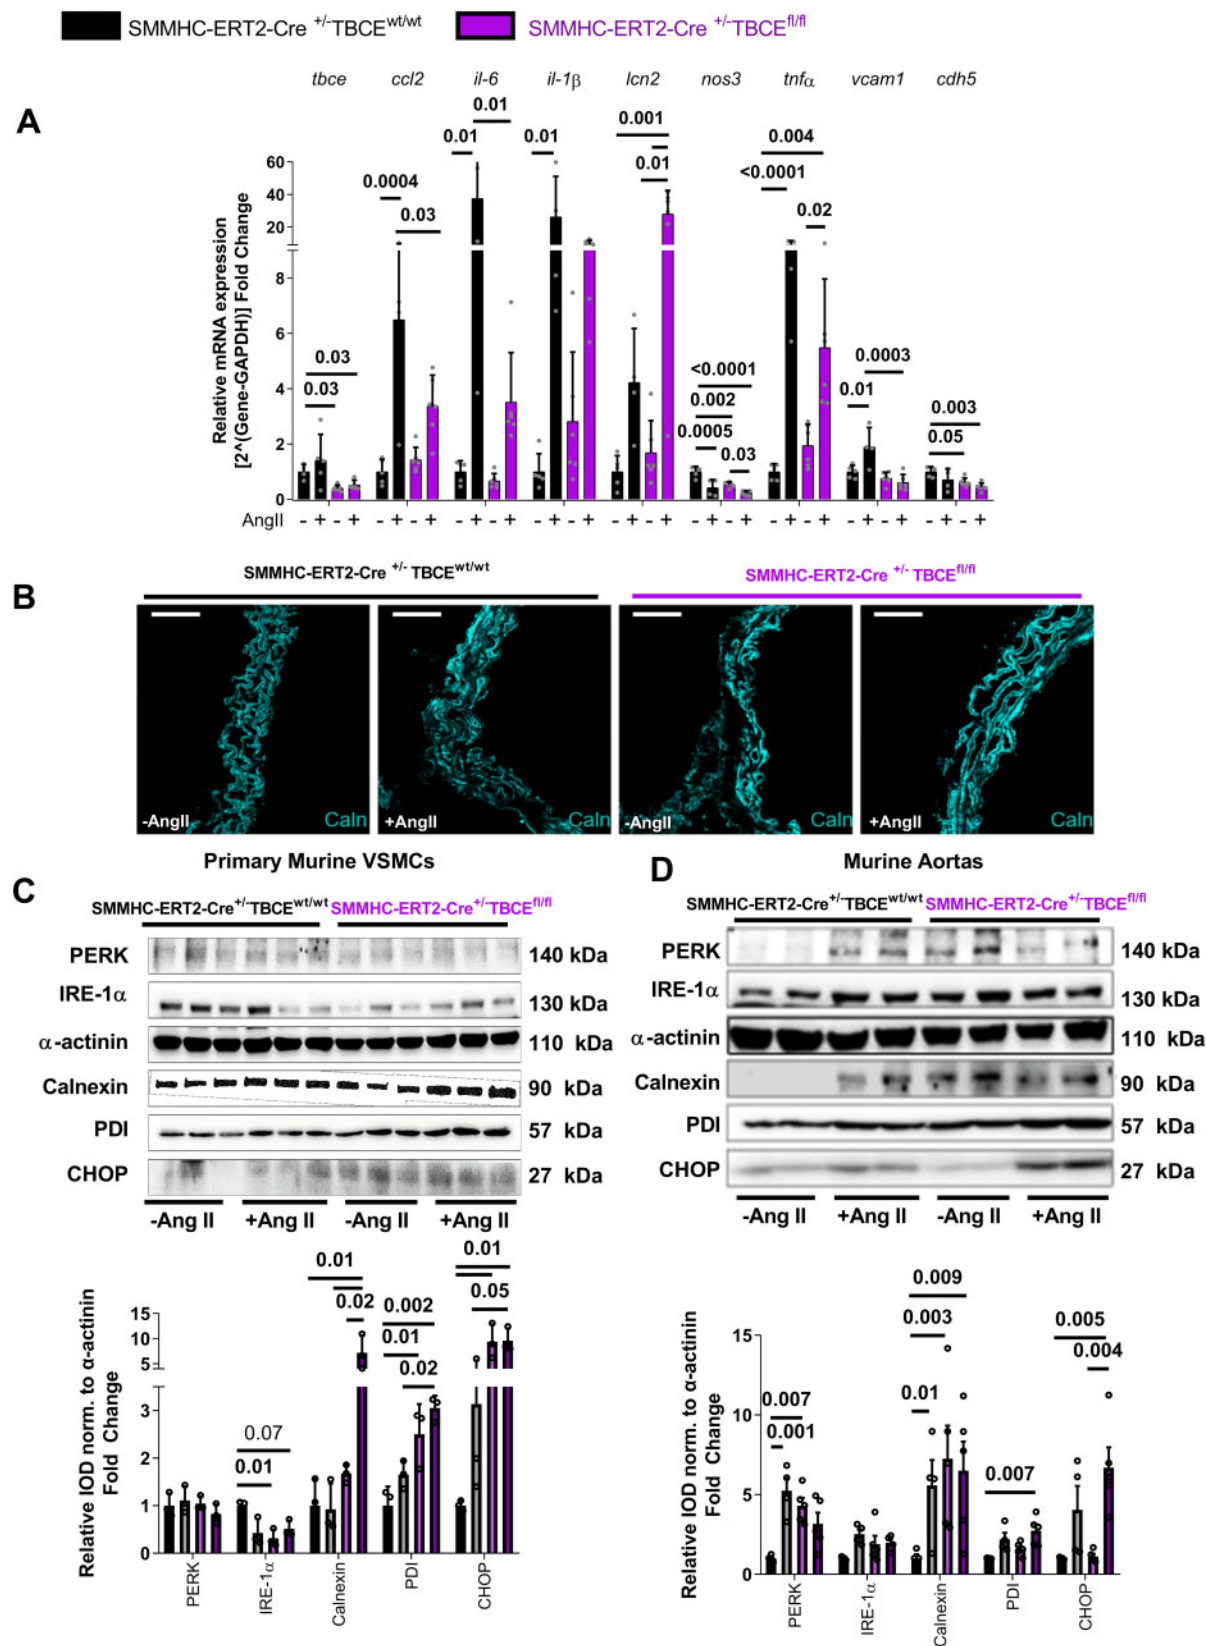 SMMHC-ERT2-Cre +/-TBCEwt/wt SMMHC-ERT2-Cre +/-TBCEfl/fl
tbce ccl2 il-6 il-1β lcn2 nos3 tnfα vcam1 cdh5
A
Relative mRNA expression
[2^(Gene-GAPDH)] Fold Change
60
40
20
8
6
4
2
0
0.03
0.03
0.0004
0.03
0.01
0.01
0.01
0.001
0.01
<0.0001
0.002
0.0005
0.03
0.004
<0.0001
0.02
0.0003
0.01
0.003
0.05
AngII - + - + - + - + - + - + - + - + - + - + - + - + - + - + - + - + - + - +
B
SMMHC-ERT2-Cre +/- TBCEwt/wt SMMHC-ERT2-Cre +/- TBCEfl/fl
-AngII Caln +AngII Caln -AngII Caln +AngII Caln
C
Primary Murine VSMCs
SMMHC-ERT2-Cre+/-TBCEwt/wt SMMHC-ERT2-Cre+/-TBCEfl/fl
PERK 140 kDa
IRE-1α 130 kDa
α-actinin 110 kDa
Calnexin 90 kDa
PDI 57 kDa
CHOP 27 kDa
-Ang II +Ang II -Ang II +Ang II
Relative IOD norm. to α-actinin
Fold Change
15
10
5
3
2
1
0
0.07
0.01
0.01
0.02
0.002
0.01
0.02
0.01
0.05
PERK IRE-1α Calnexin PDI CHOP
D
Murine Aortas
SMMHC-ERT2-Cre+/-TBCEwt/wt SMMHC-ERT2-Cre+/-TBCEfl/fl
PERK 140 kDa
IRE-1α 130 kDa
α-actinin 110 kDa
Calnexin 90 kDa
PDI 57 kDa
CHOP 27 kDa
-Ang II +Ang II -Ang II +Ang II
Relative IOD norm. to α-actinin
Fold Change
15
10
5
0
0.007
0.001
0.009
0.003
0.01
0.007
0.005
0.004
PERK IRE-1α Calnexin PDI CHOP